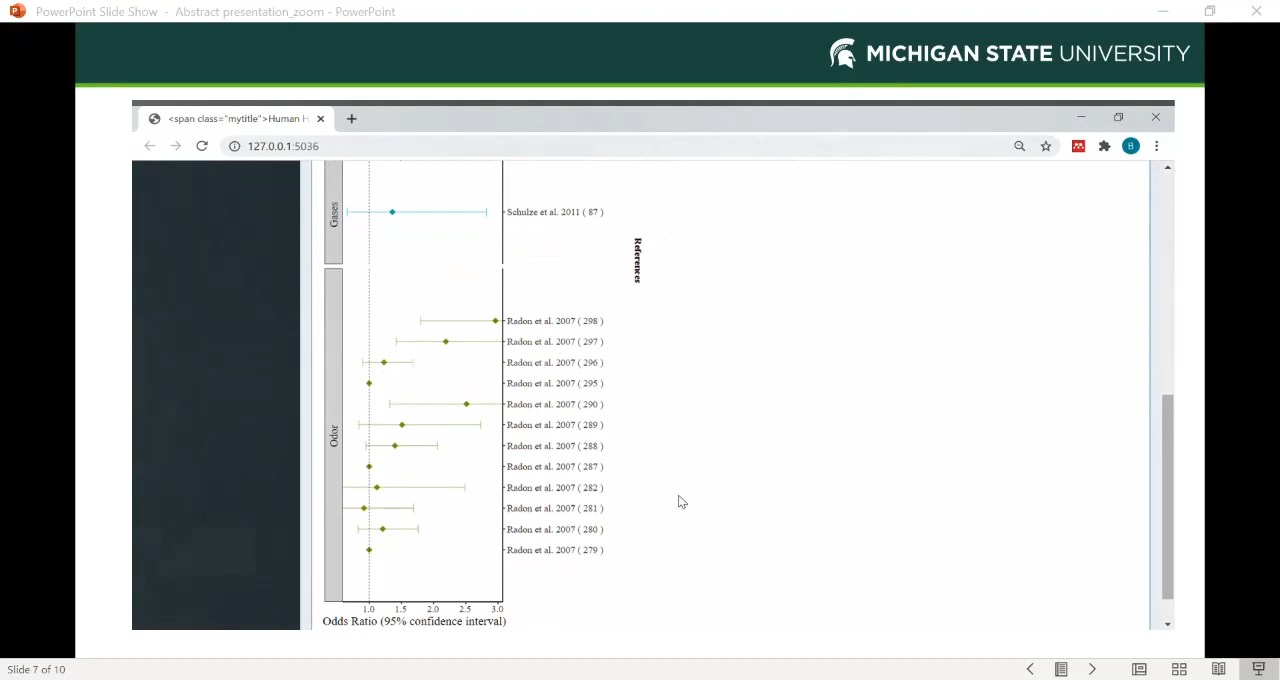 PowerPoint Slide Show - Abstract presentation_zoom - PowerPoint
MICHIGAN STATE UNIVERSITY
<span class="mytitle">Human H
127.0.0.1:5036
B
Gases
Schulze et al. 2011 ( 87 )
References
Odor
Radon et al. 2007 ( 298 )
Radon et al. 2007 ( 297 )
Radon et al. 2007 ( 296 )
Radon et al. 2007 ( 295 )
Radon et al. 2007 ( 290 )
Radon et al. 2007 ( 289 )
Radon et al. 2007 ( 288 )
Radon et al. 2007 ( 287 )
Radon et al. 2007 ( 282 )
Radon et al. 2007 ( 281 )
Radon et al. 2007 ( 280 )
Radon et al. 2007 ( 279 )
1.0 1.5 2.0 2.5 3.0
Odds Ratio (95% confidence interval)
Slide 7 of 10